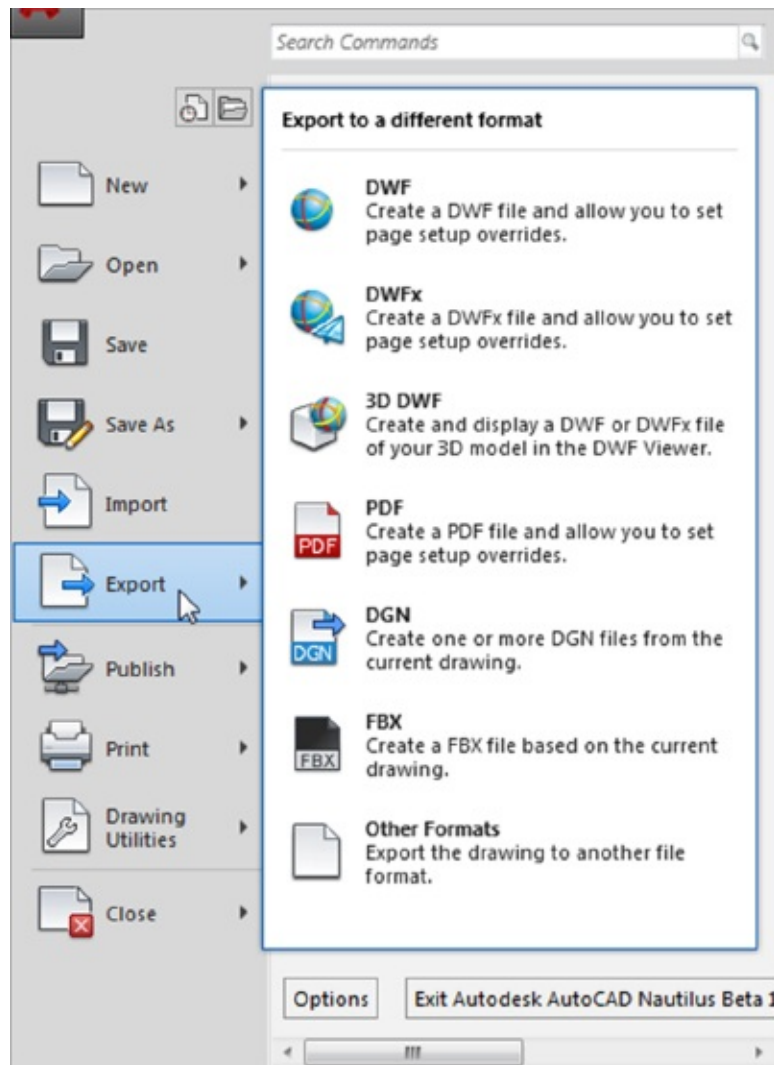 Search Commands
Export to a different format
New
Open
Save
Save As
Import
Export
Publish
Print
Drawing
Utilities
Close
DWF
Create a DWF file and allow you to set
page setup overrides.
DWFx
Create a DWFx file and allow you to set
page setup overrides.
3D DWF
Create and display a DWF or DWFx file
of your 3D model in the DWF Viewer.
PDF
PDF
Create a PDF file and allow you to set
page setup overrides.
DGN
DGN
Create one or more DGN files from the
current drawing.
FBX
FBX
Create a FBX file based on the current
drawing.
Other Formats
Export the drawing to another file
format.
Options
Exit Autodesk AutoCAD Nautilus Beta 1